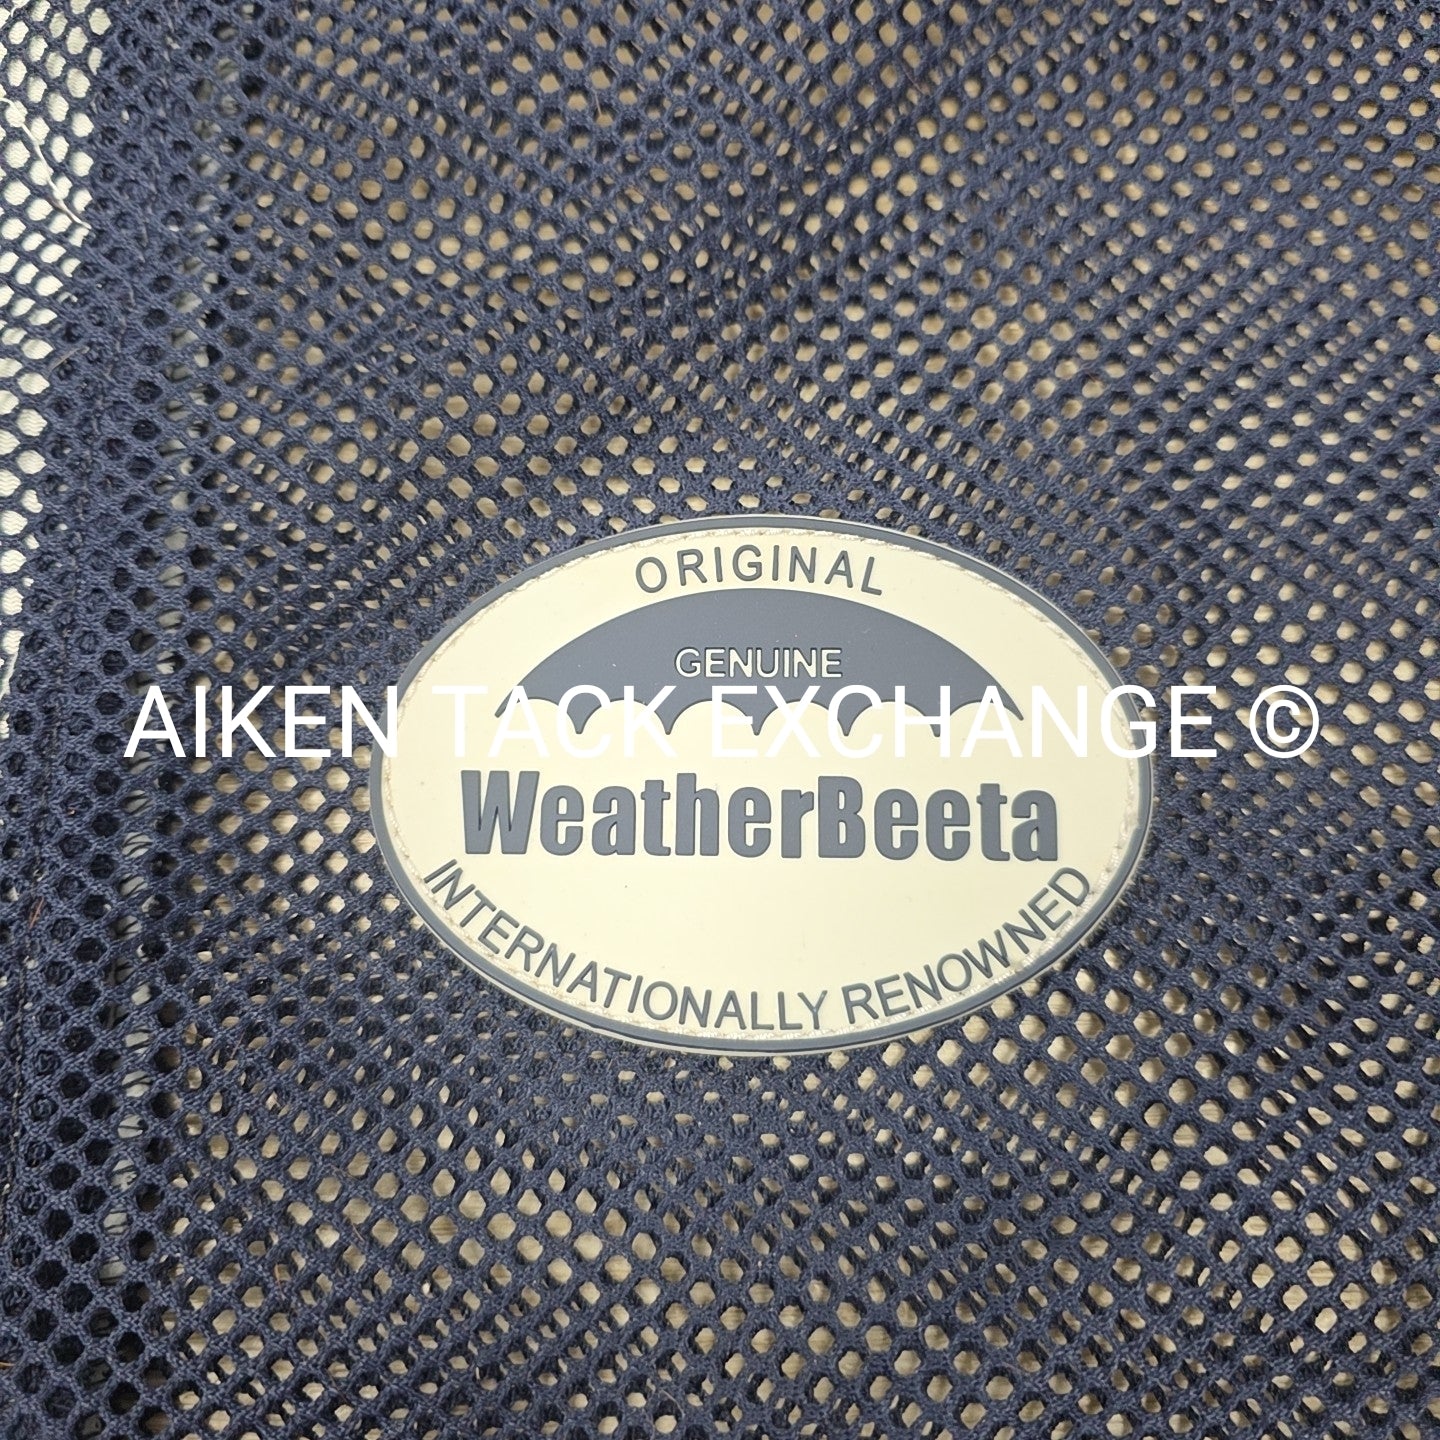 ORIGINAL
GENUINE
AIKEN TACK EXCHANGE ©
WeatherBeeta
INTERNATIONALLY RENOWNED